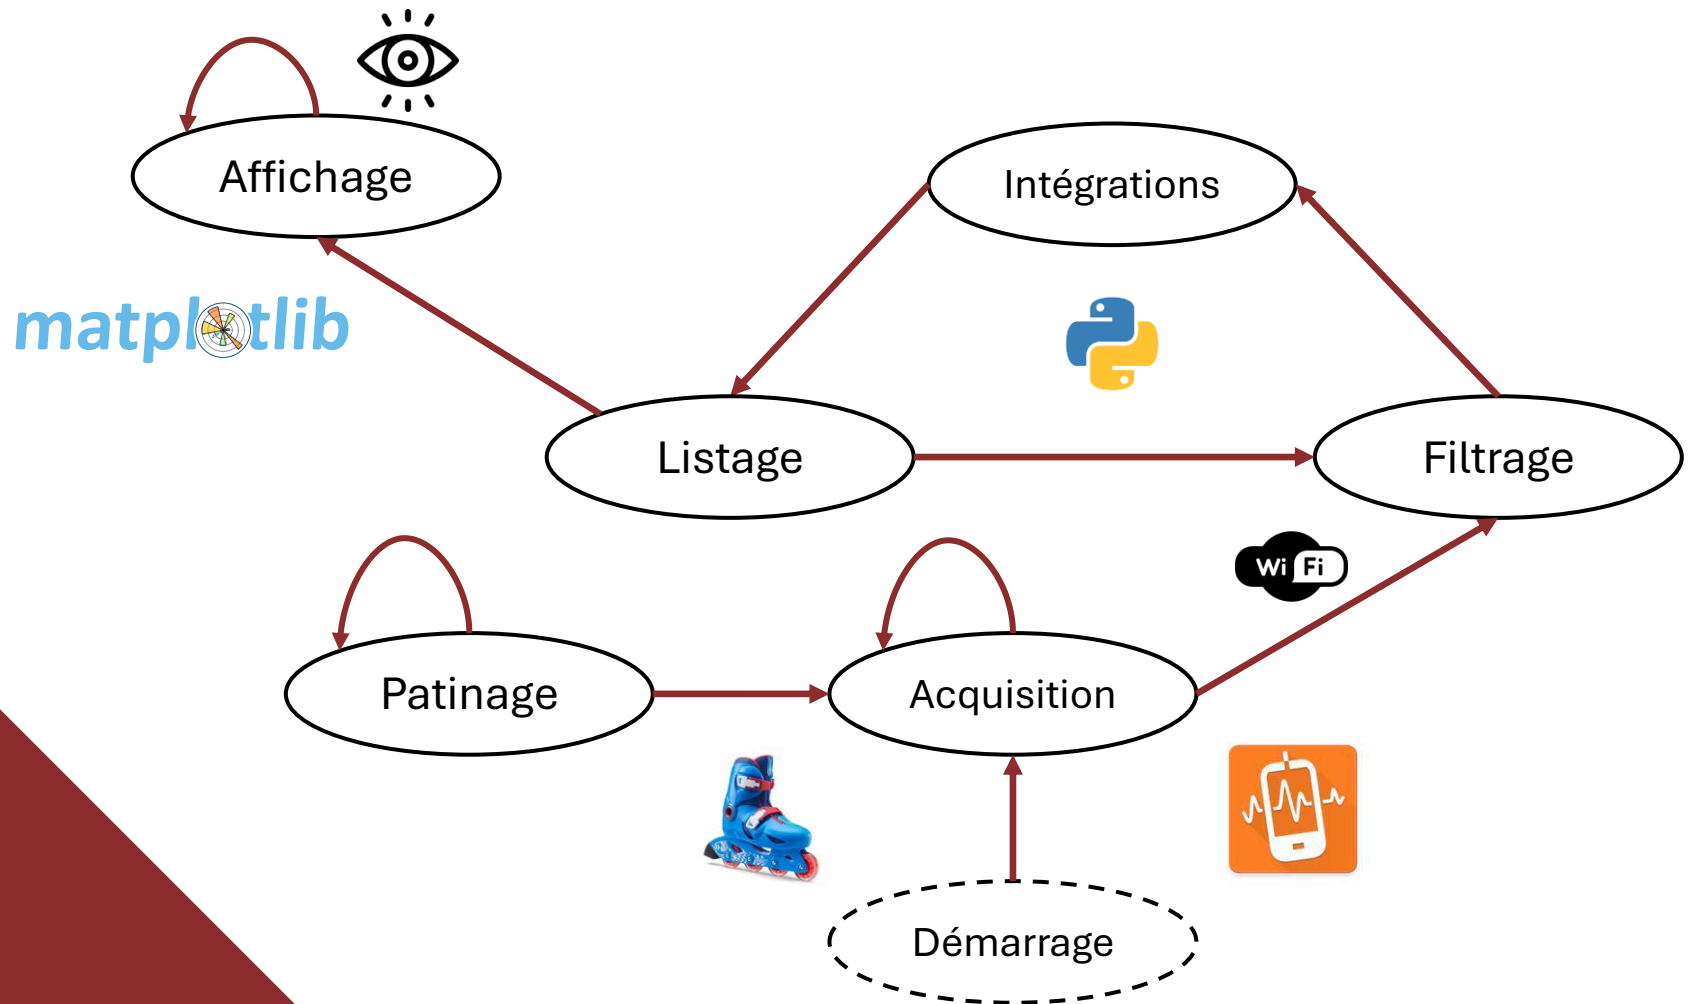 Affichage
Intégrations
matplotlib
Listage
Filtrage
Wi Fi
Patinage
Acquisition
Démarrage